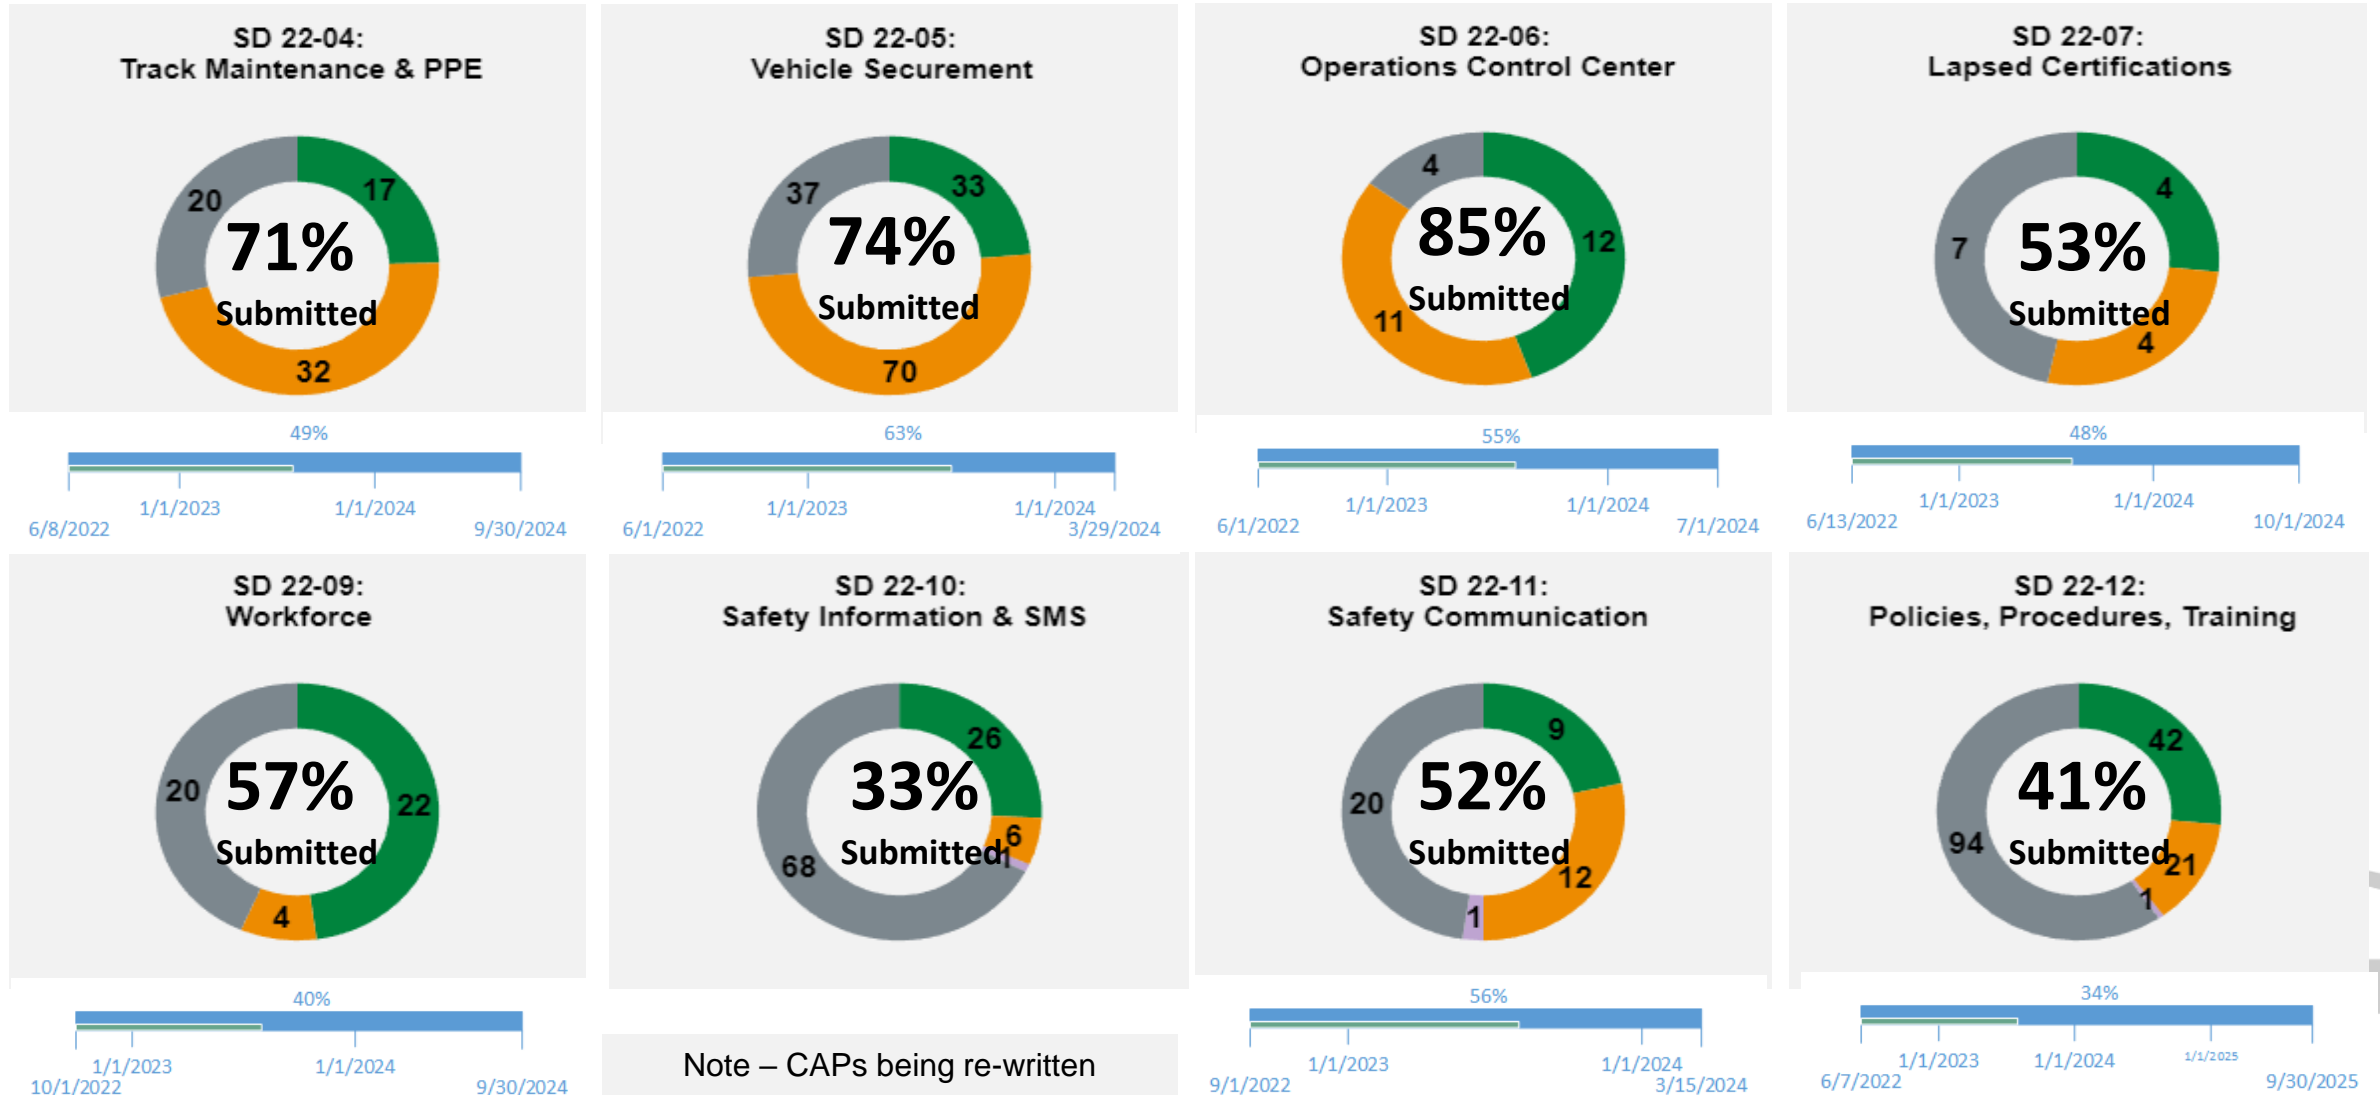 SD 22-04:
Track Maintenance & PPE
20
17
71%
Submitted
32
49%
1/1/2023
1/1/2024
6/8/2022
9/30/2024
SD 22-05:
Vehicle Securement
37
33
74%
Submitted
70
63%
1/1/2023
1/1/2024
6/1/2022
3/29/2024
SD 22-06:
Operations Control Center
4
85%
12
Submitted
11
55%
1/1/2023
1/1/2024
6/1/2022
7/1/2024
SD 22-07:
Lapsed Certifications
4
7
53%
Submitted
4
48%
1/1/2023
1/1/2024
6/13/2022
10/1/2024
SD 22-09:
Workforce
20
57%
22
Submitted
4
40%
1/1/2023
1/1/2024
10/1/2022
9/30/2024
SD 22-10:
Safety Information & SMS
26
33%
6
Submitted
1
68
Note – CAPs being re-written
SD 22-11:
Safety Communication
9
20
52%
Submitted
12
1
56%
1/1/2023
1/1/2024
9/1/2022
3/15/2024
SD 22-12:
Policies, Procedures, Training
42
41%
94
Submitted
21
1
34%
1/1/2023
1/1/2024
1/1/2025
6/7/2022
9/30/2025